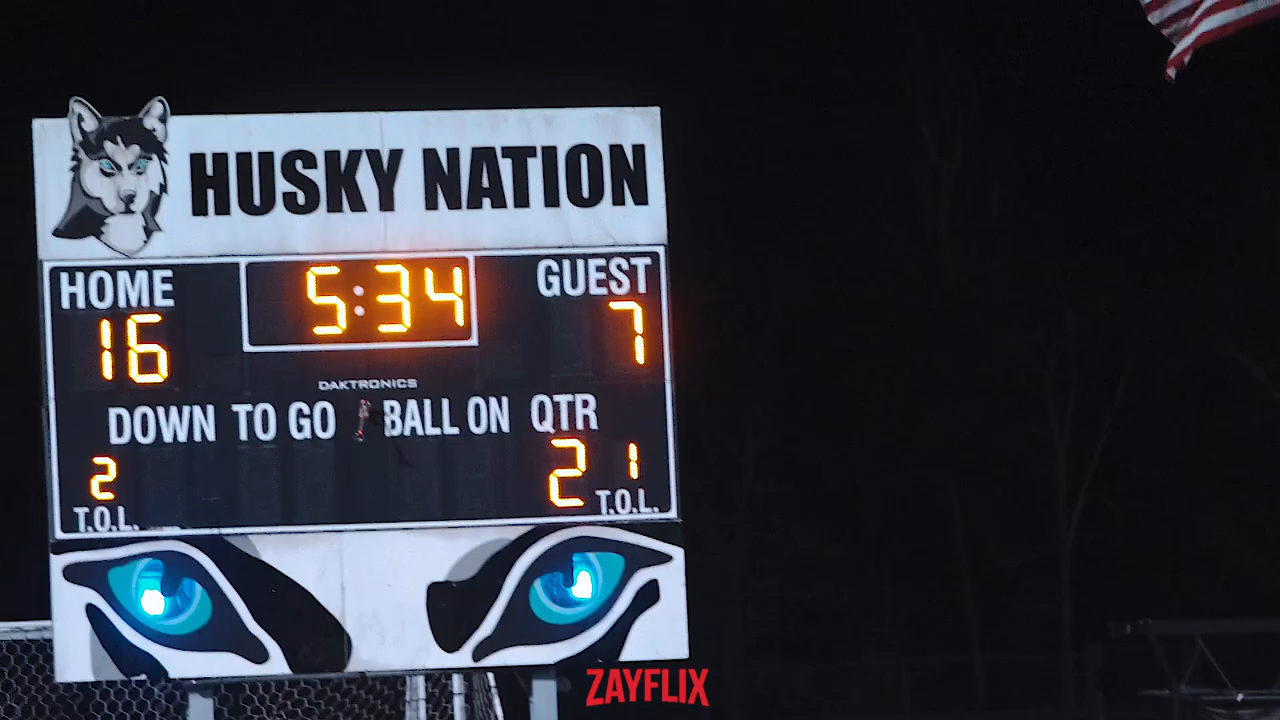 HUSKY NATION
HOME 5:34 GUEST
16 7
DAKTRONICS
DOWN TO GO BALL ON QTR
2 2 1
T.O.L. T.O.L.
ZAYFLIX